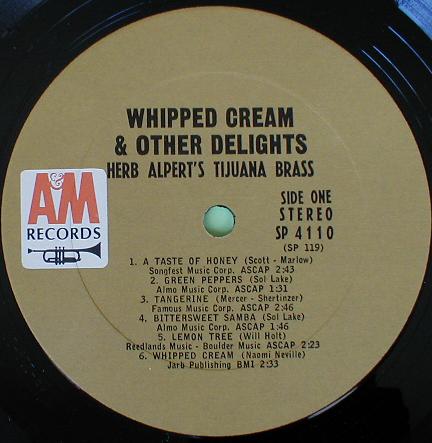 WHIPPED CREAM
& OTHER DELIGHTS
HERB ALPERT'S TIJUANA BRASS
A&M
RECORDS
SIDE ONE
STEREO
SP 4110
(SP 119)
1. A TASTE OF HONEY (Scott - Marlow)
Songfest Music Corp. ASCAP 2:43
2. GREEN PEPPERS (Sol Lake)
Almo Music Corp. ASCAP 1:31
3. TANGERINE (Mercer - Shertzinger)
Famous Music Corp. ASCAP 2:46
4. BITTERSWEET SAMBA (Sol Lake)
Almo Music Corp. ASCAP 1:46
5. LEMON TREE (Will Holt)
Reedlands Music - Boulder Music ASCAP 2:23
6. WHIPPED CREAM (Naomi Neville)
Jarb Publishing BMI 2:33